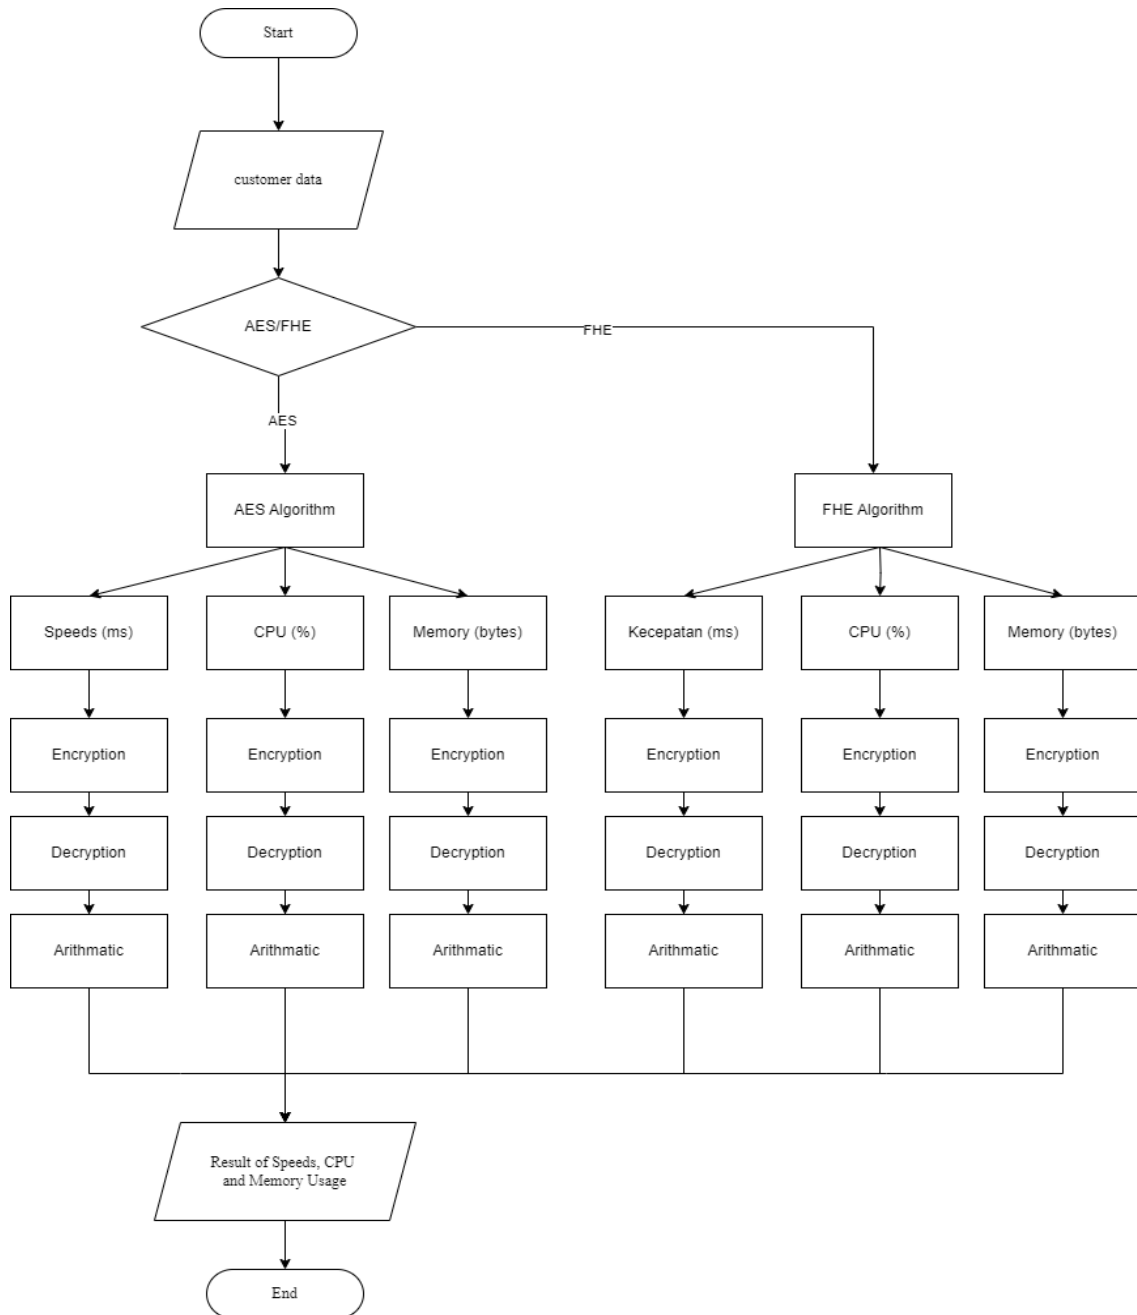 Start
customer data
AES/FHE
FHE
AES
AES Algorithm
FHE Algorithm
Speeds (ms)
CPU (%)
Memory (bytes)
Kecepatan (ms)
CPU (%)
Memory (bytes)
Encryption
Encryption
Encryption
Encryption
Encryption
Encryption
Decryption
Decryption
Decryption
Decryption
Decryption
Decryption
Arithmatic
Arithmatic
Arithmatic
Arithmatic
Arithmatic
Arithmatic
Result of Speeds, CPU
and Memory Usage
End